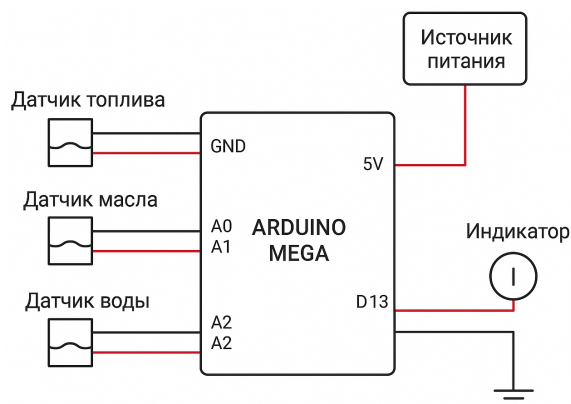 Источник
питания
Датчик топлива
GND
5V
Датчик масла
A0
A1
ARDUINO
MEGA
Индикатор
I
Датчик воды
D13
A2
A2